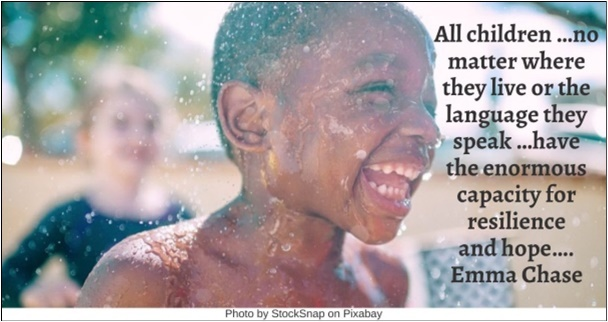 All children ...no
matter where
they live or the
language they
speak ...have
the enormous
capacity for
resilience
and hope....
Emma Chase
Photo by StockSnap on Pixabay